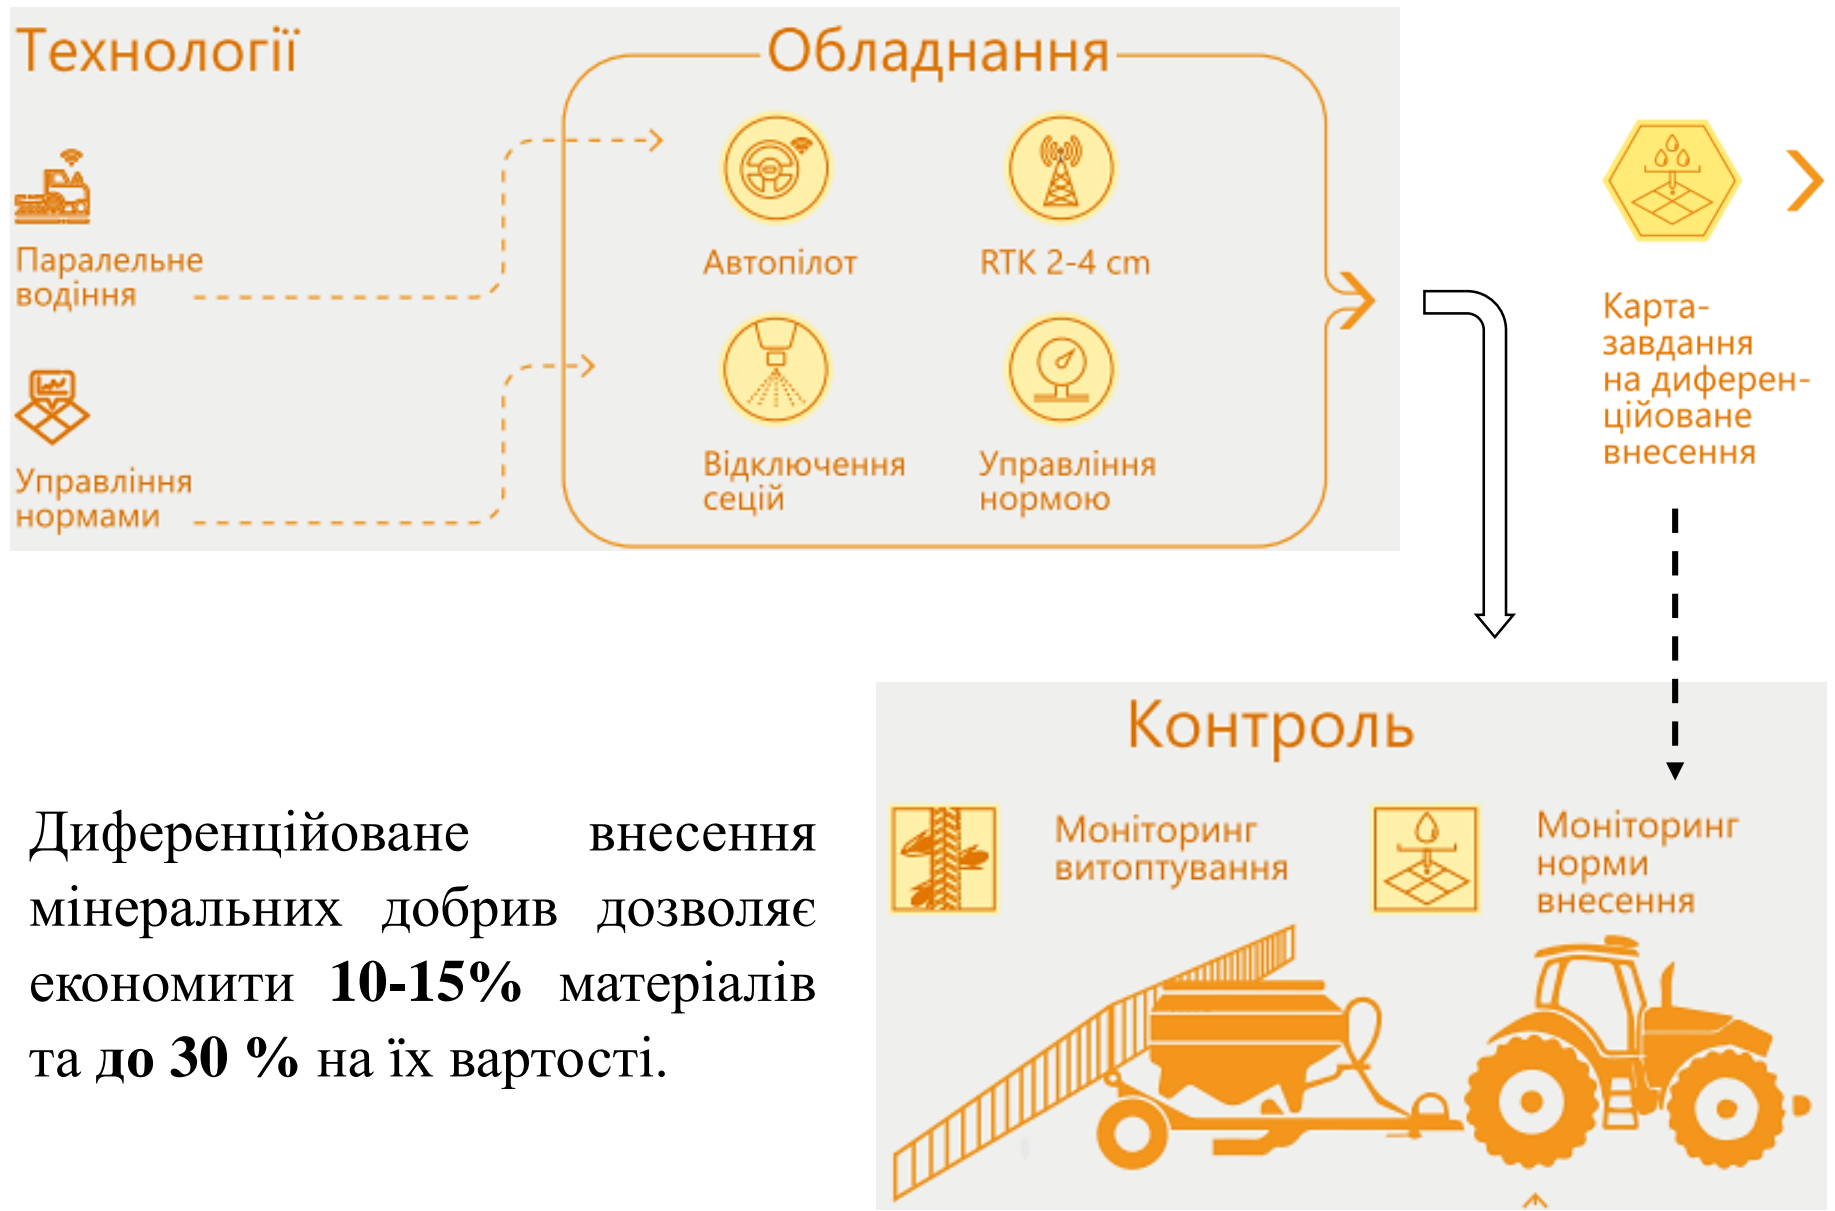 Технології
Обладнання
Паралельне
водіння
Автопілот
RTK 2-4 cm
Управління
нормами
Відключення
сецій
Управління
нормою
Карта-
завдання
на диферен-
ційоване
внесення
Контроль
Моніторинг
витоптування
Моніторинг
норми
внесення
Диференційоване внесення
мінеральних добрив дозволяє
економити 10-15% матеріалів
та до 30 % на їх вартості.